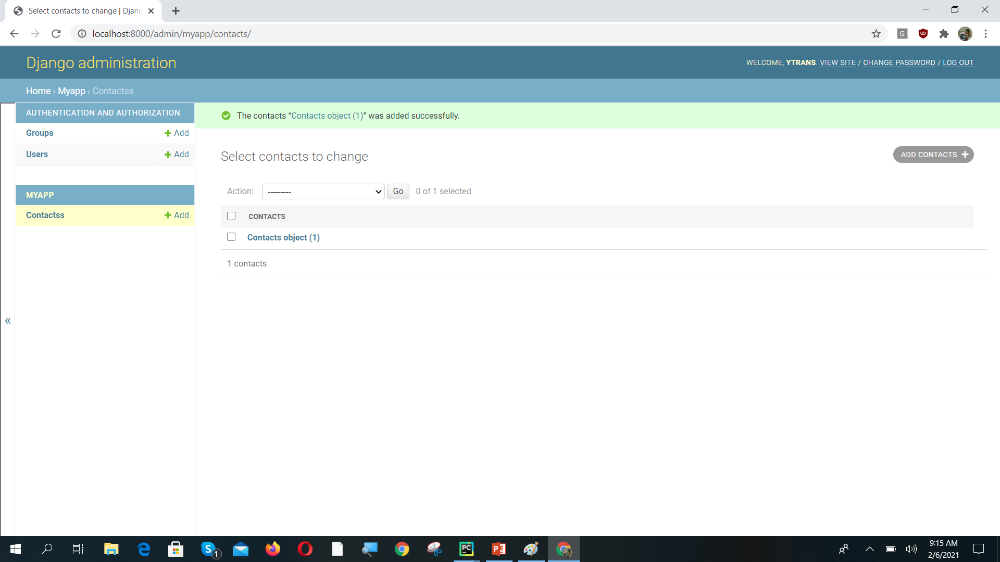 Select contacts to change | Djang
localhost:8000/admin/myapp/contacts/
G
UD
Django administration
WELCOME, YTRANS. VIEW SITE / CHANGE PASSWORD / LOG OUT
Home › Myapp › Contactss
AUTHENTICATION AND AUTHORIZATION
Groups + Add
Users + Add
MYAPP
Contactss + Add
«
The contacts “Contacts object (1)” was added successfully.
Select contacts to change
ADD CONTACTS +
Action: --------- Go 0 of 1 selected
CONTACTS
Contacts object (1)
1 contacts
S 1
PC
P
9:15 AM
2/6/2021